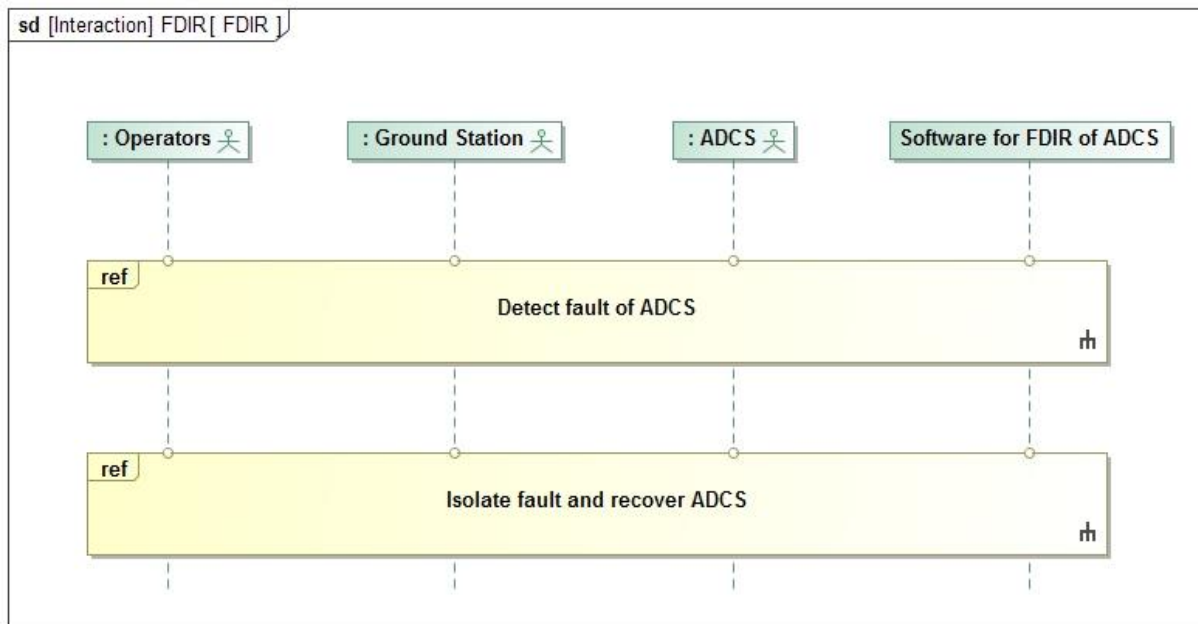 sd [Interaction] FDIR[ FDIR ]
: Operators
: Ground Station
: ADCS
Software for FDIR of ADCS
ref
Detect fault of ADCS
ref
Isolate fault and recover ADCS